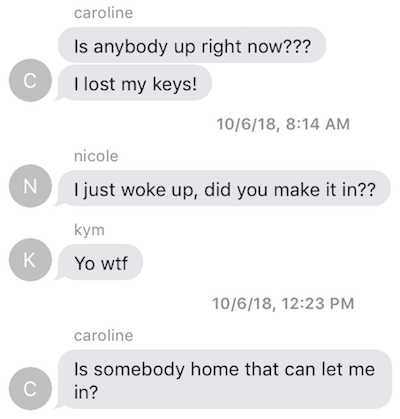 caroline
Is anybody up right now???
C
I lost my keys!
10/6/18, 8:14 AM
nicole
N
I just woke up, did you make it in??
kym
K
Yo wtf
10/6/18, 12:23 PM
caroline
Is somebody home that can let me
in?
C